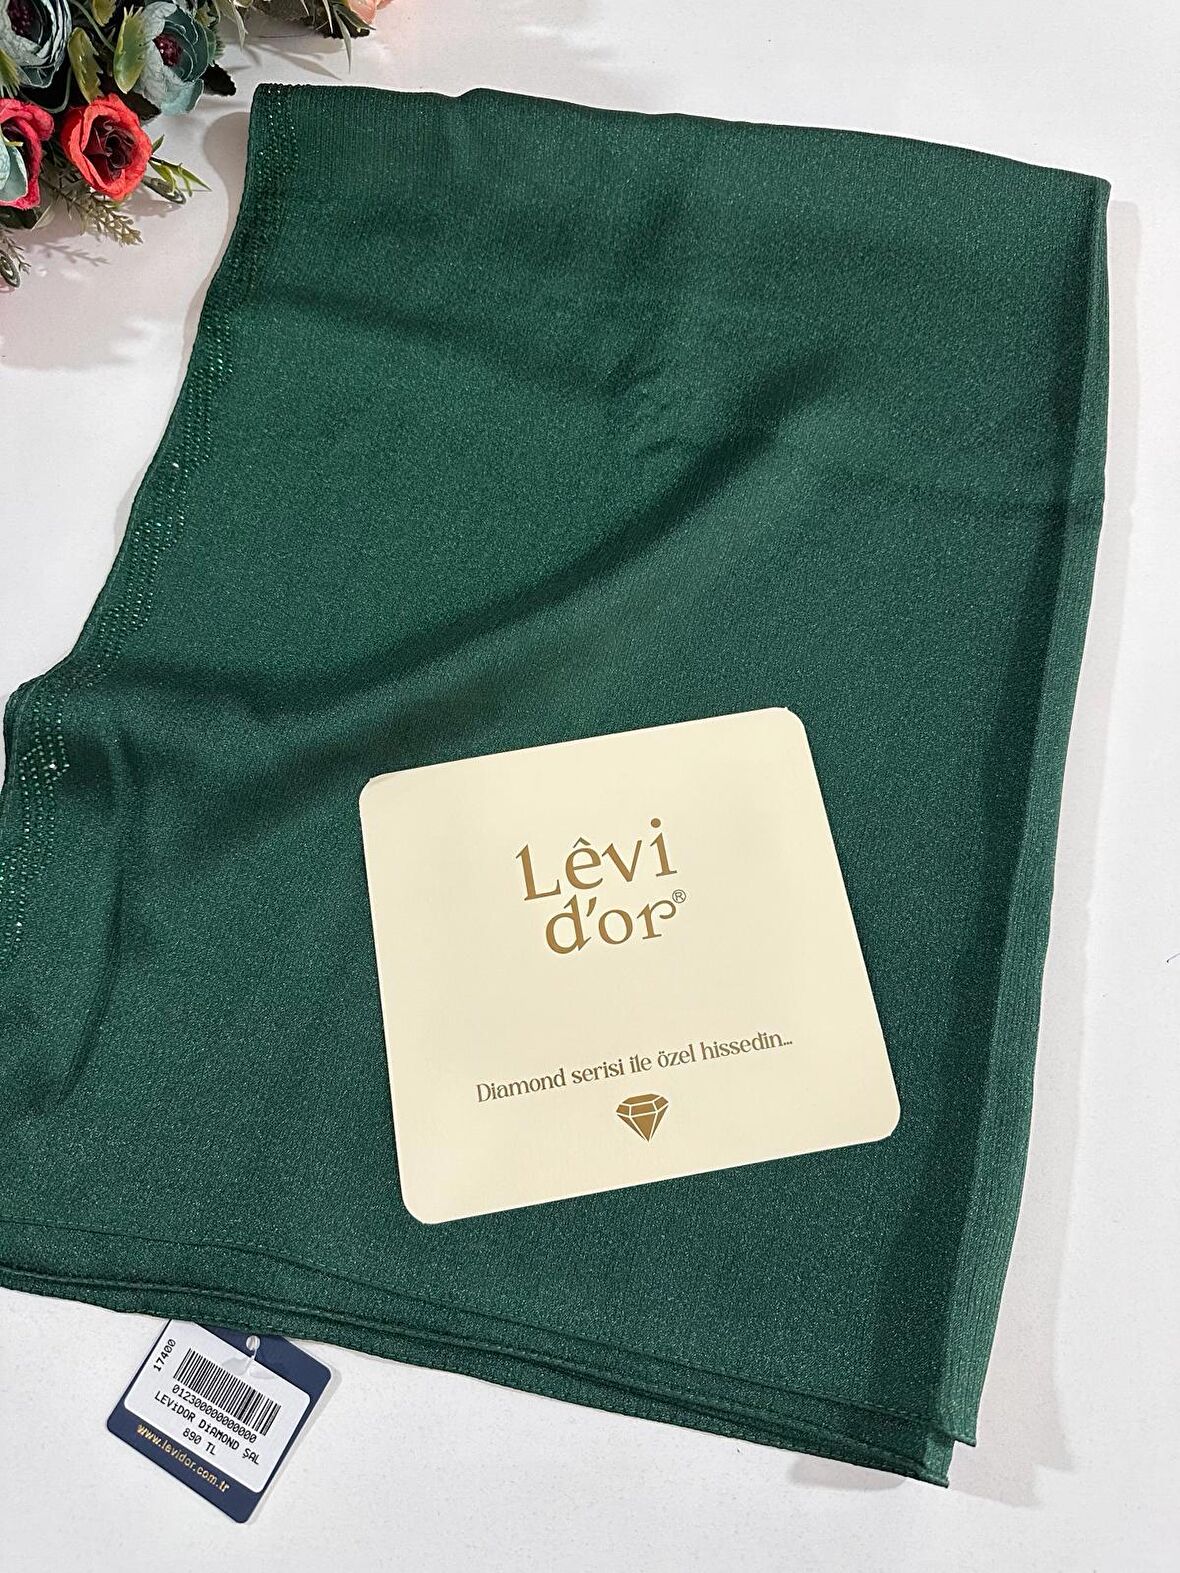 Lêvi
d'or®
Diamond serisi ile özel hissedin...
17400
0123000000000000
LEViDOR DiAMOND ŞAL
890 TL
www.levidor.com.tr